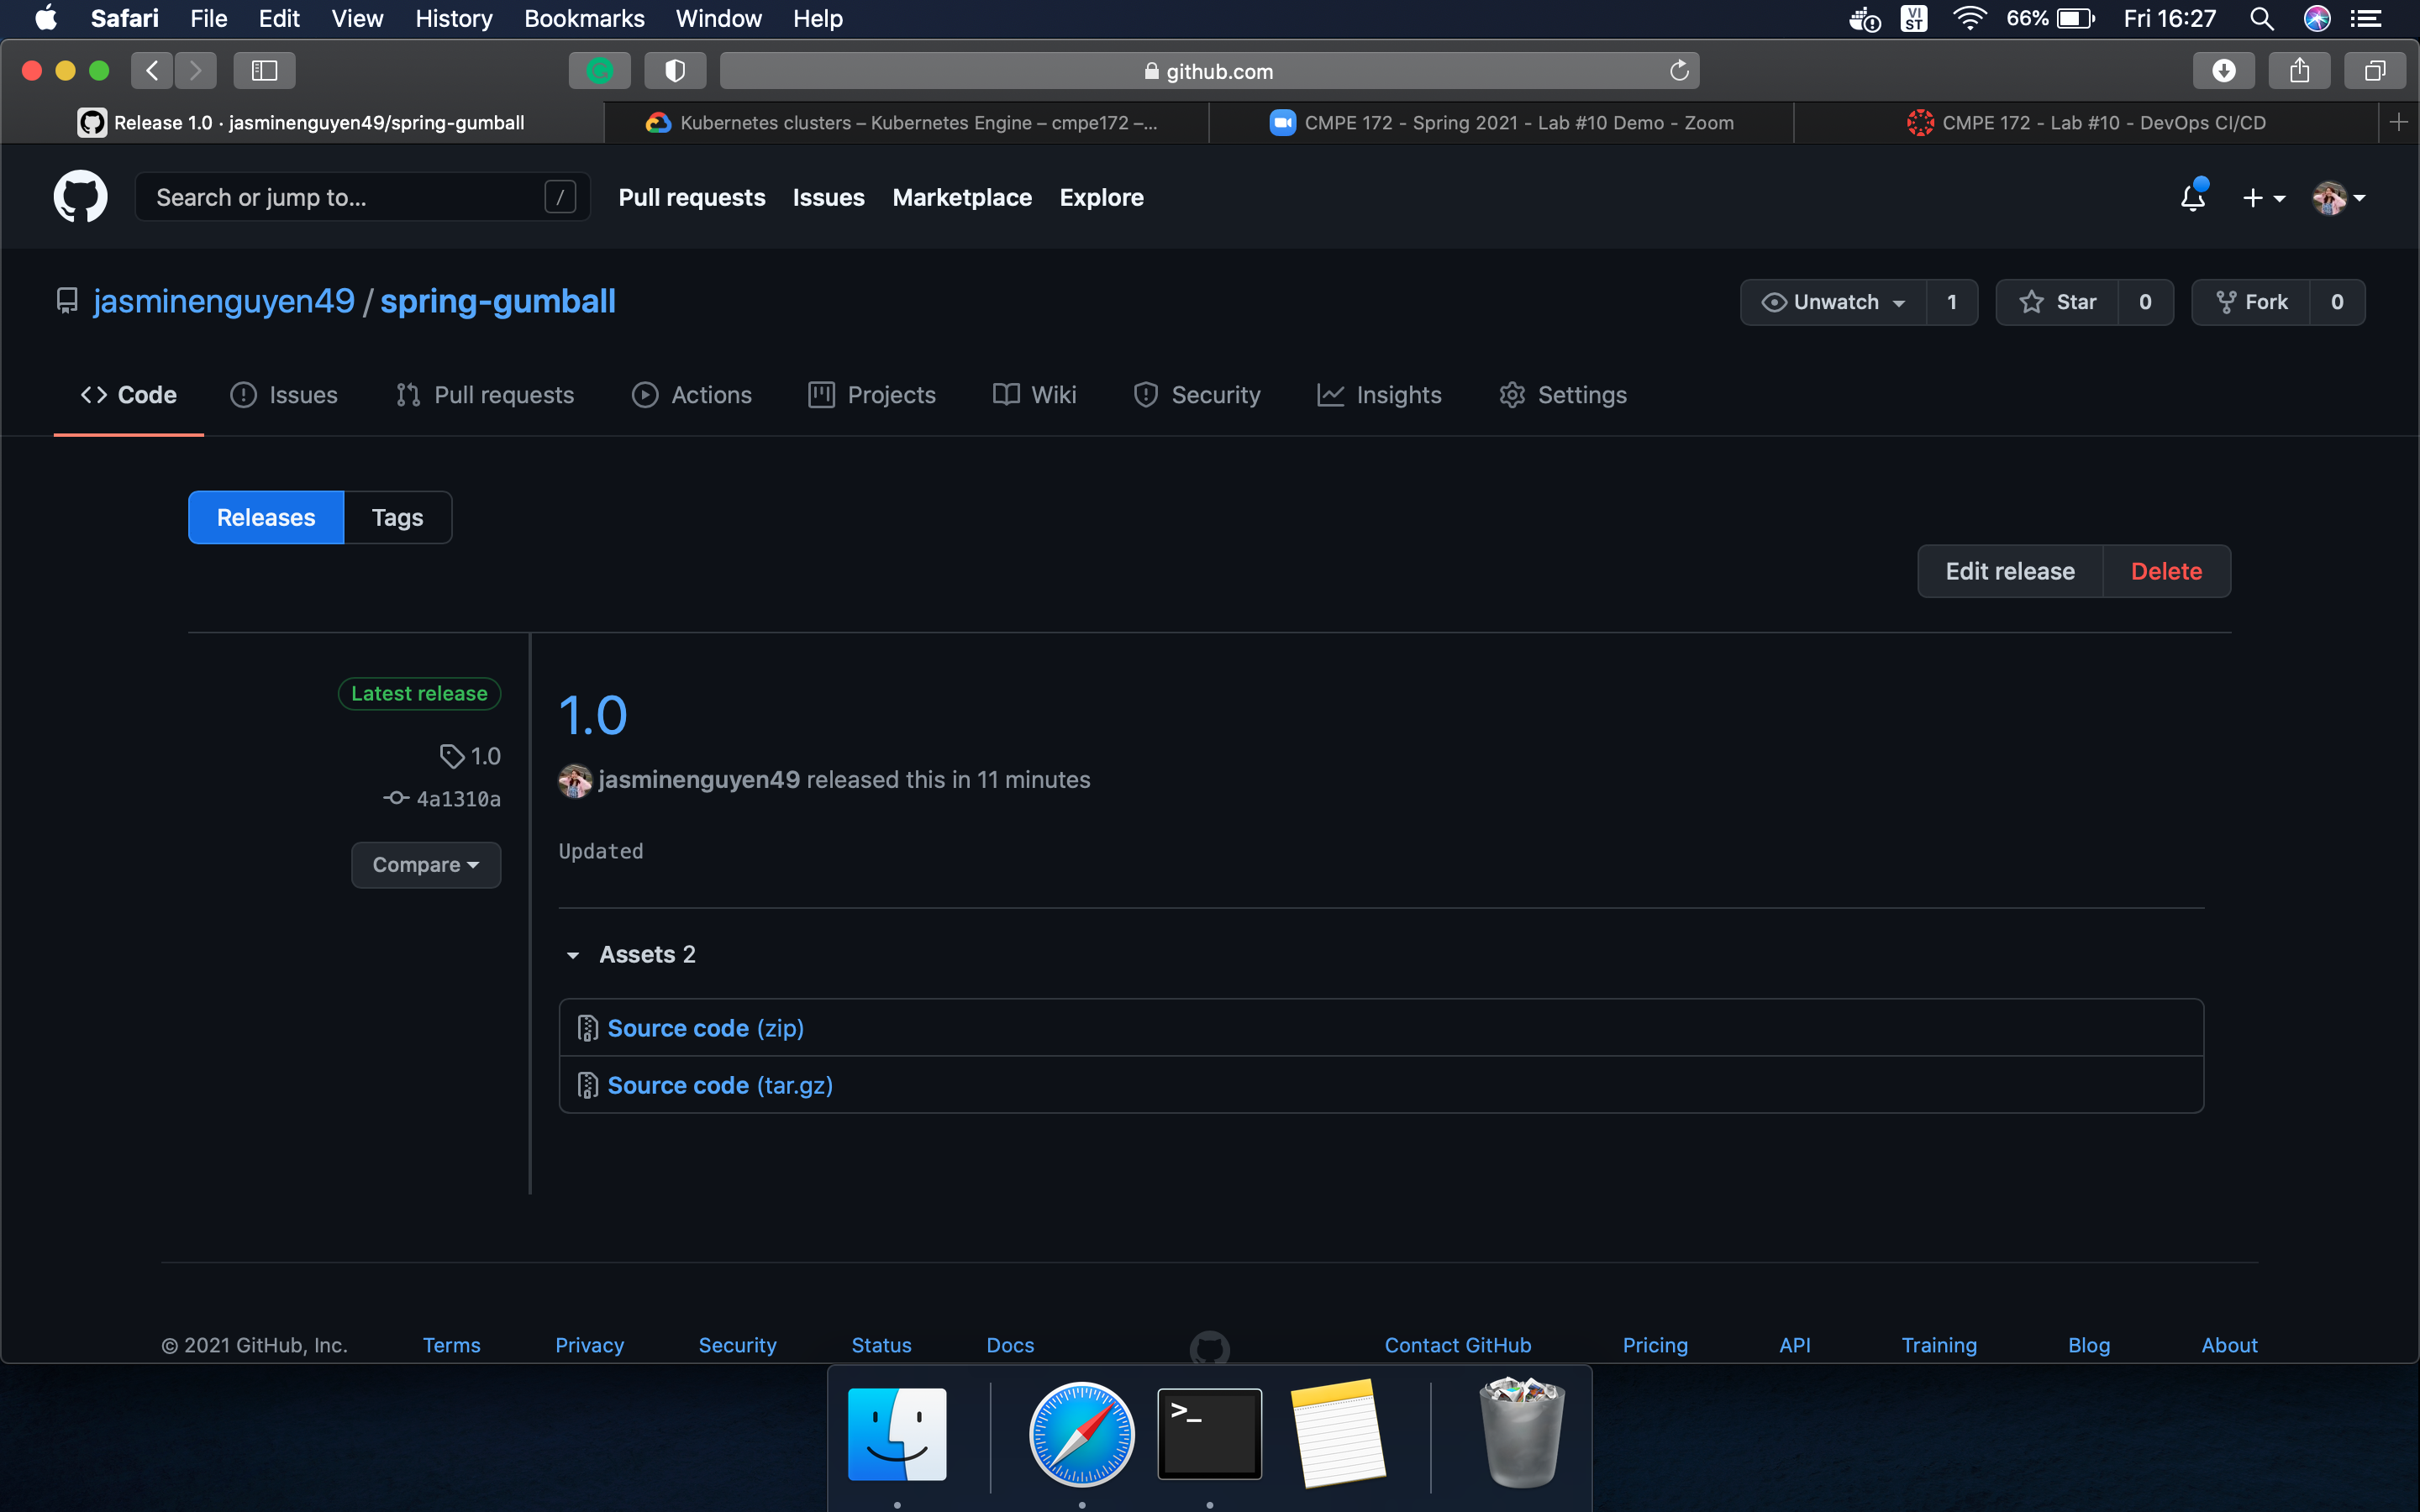 Safari File Edit View History Bookmarks Window Help VI ST 66% Fri 16:27
github.com
Release 1.0 · jasminenguyen49/spring-gumball Kubernetes clusters – Kubernetes Engine – cmpe172 –... CMPE 172 - Spring 2021 - Lab #10 Demo - Zoom CMPE 172 - Lab #10 - DevOps CI/CD
Search or jump to... / Pull requests Issues Marketplace Explore
jasminenguyen49 / spring-gumball Unwatch 1 Star 0 Fork 0
Code Issues Pull requests Actions Projects Wiki Security Insights Settings
Releases Tags
Edit release Delete
Latest release
1.0
4a1310a
Compare
1.0
jasminenguyen49 released this in 11 minutes
Updated
Assets 2
Source code (zip)
Source code (tar.gz)
© 2021 GitHub, Inc. Terms Privacy Security Status Docs Contact GitHub Pricing API Training Blog About
>_